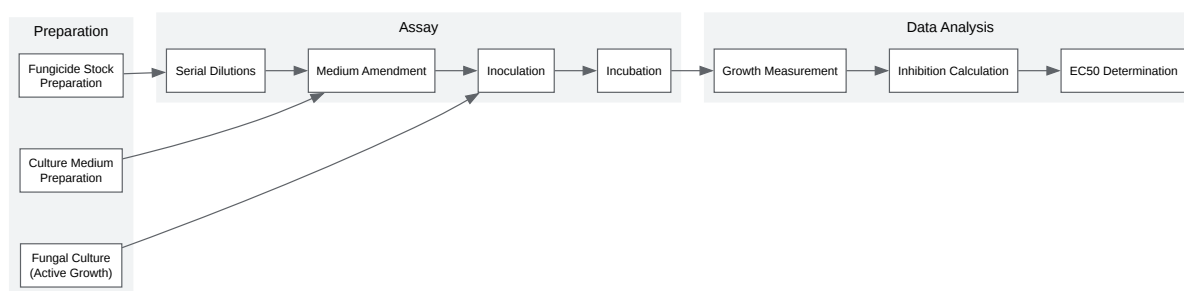 Preparation
Fungicide Stock
Preparation
Culture Medium
Preparation
Fungal Culture
(Active Growth)
Assay
Serial Dilutions
Medium Amendment
Inoculation
Incubation
Data Analysis
Growth Measurement
Inhibition Calculation
EC50 Determination